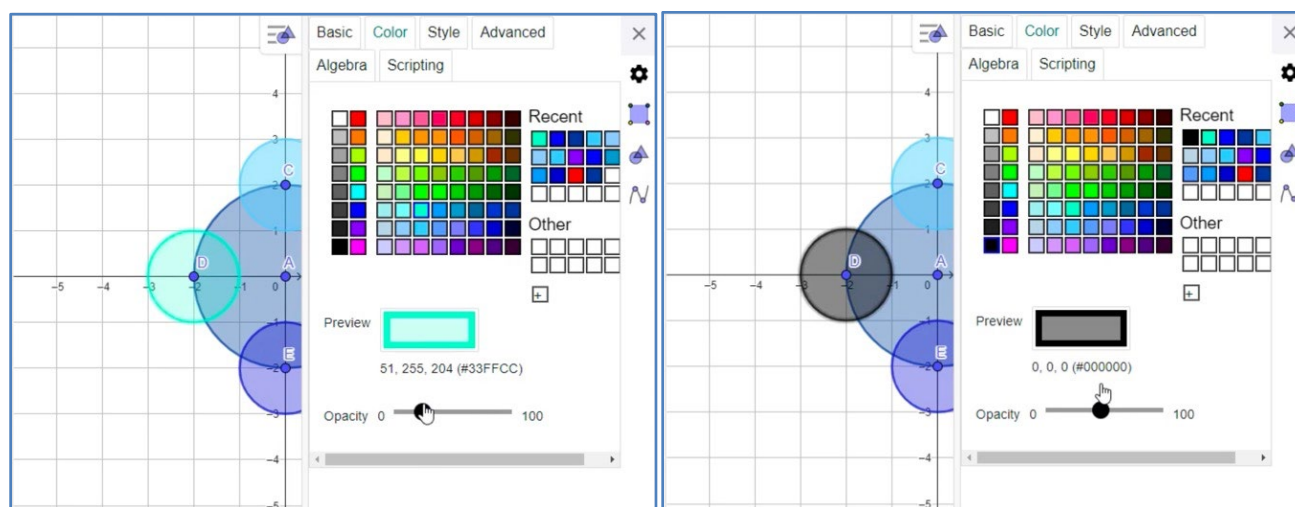 Basic Color Style Advanced
Algebra Scripting
Recent
Other
Preview
51, 255, 204 (#33FFCC)
Opacity 0 100
4
3
C
2
1
D A
−5 −4 −3 −2 −1 0
−1
E
−2
−3
−4
−5
Basic Color Style Advanced
Algebra Scripting
Recent
Other
Preview
0, 0, 0 (#000000)
Opacity 0 100
4
3
C
2
1
D A
−5 −4 −3 −2 −1 0
−1
E
−2
−3
−4
−5